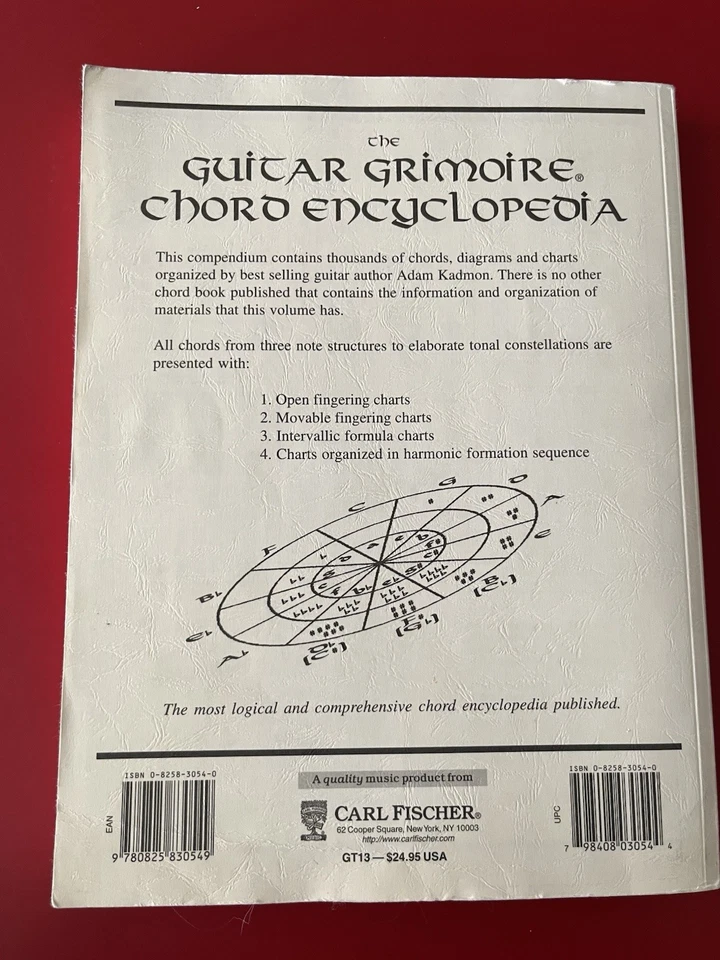 the
Guitar Grimoire®
Chord Encyclopedia
This compendium contains thousands of chords, diagrams and charts
organized by best selling guitar author Adam Kadmon. There is no other
chord book published that contains the information and organization of
materials that this volume has.
All chords from three note structures to elaborate tonal constellations are
presented with:
1. Open fingering charts
2. Movable fingering charts
3. Intervallic formula charts
4. Charts organized in harmonic formation sequence
C G D A
F E
B♭
E♭
A♭
B
[C♭]
F♯
[G♭]
D♭
[C♯]
The most logical and comprehensive chord encyclopedia published.
ISBN 0-8258-3054-0
EAN
9 780825 830549
A quality music product from
CARL FISCHER®
62 Cooper Square, New York, NY 10003
http://www.carlfischer.com
GT13 — $24.95 USA
ISBN 0-8258-3054-0
UPC
7 98408 03054 4